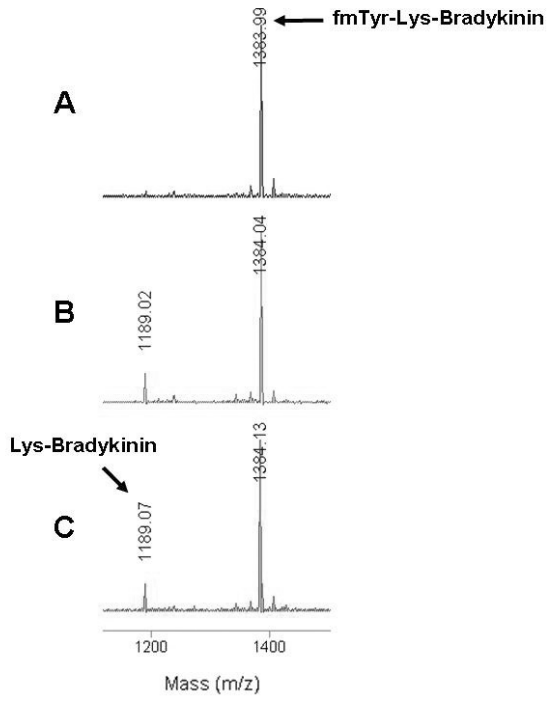 1383.99
fmTyr-Lys-Bradykinin
A
1384.04
1189.02
B
1384.13
Lys-Bradykinin
1189.07
C
1200 1400
Mass (m/z)